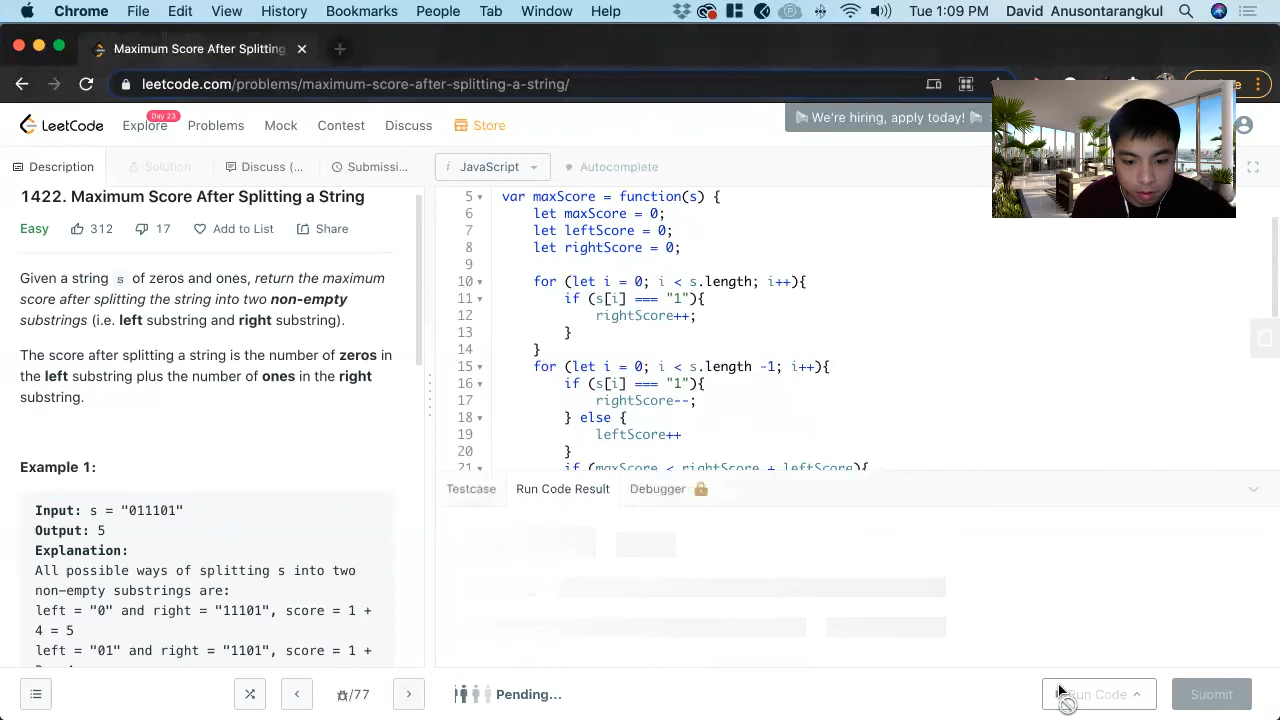 Chrome File Edit View History Bookmarks People Tab Window Help Tue 1:09 PM David Anusontarangkul
Maximum Score After Splitting
leetcode.com/problems/maximum-score-after-splitting-a-string/
LeetCode Explore Day 23 Problems Mock Contest Discuss Store We're hiring, apply today!
Description Solution Discuss (... Submissi... i JavaScript Autocomplete
1422. Maximum Score After Splitting a String
Easy 312 17 Add to List Share
Given a string s of zeros and ones, return the maximum
score after splitting the string into two non-empty
substrings (i.e. left substring and right substring).
The score after splitting a string is the number of zeros in
the left substring plus the number of ones in the right
substring.
Example 1:
Input: s = "011101"
Output: 5
Explanation:
All possible ways of splitting s into two
non-empty substrings are:
left = "0" and right = "11101", score = 1 +
4 = 5
left = "01" and right = "1101", score = 1 +
5 var maxScore = function(s) {
6 let maxScore = 0;
7 let leftScore = 0;
8 let rightScore = 0;
9
10 for (let i = 0; i < s.length; i++){
11 if (s[i] === "1"){
12 rightScore++;
13 }
14 }
15 for (let i = 0; i < s.length -1; i++){
16 if (s[i] === "1"){
17 rightScore--;
18 } else {
19 leftScore++
20 }
21 if (maxScore < rightScore + leftScore){
Testcase Run Code Result Debugger
/77 Pending... Run Code Submit